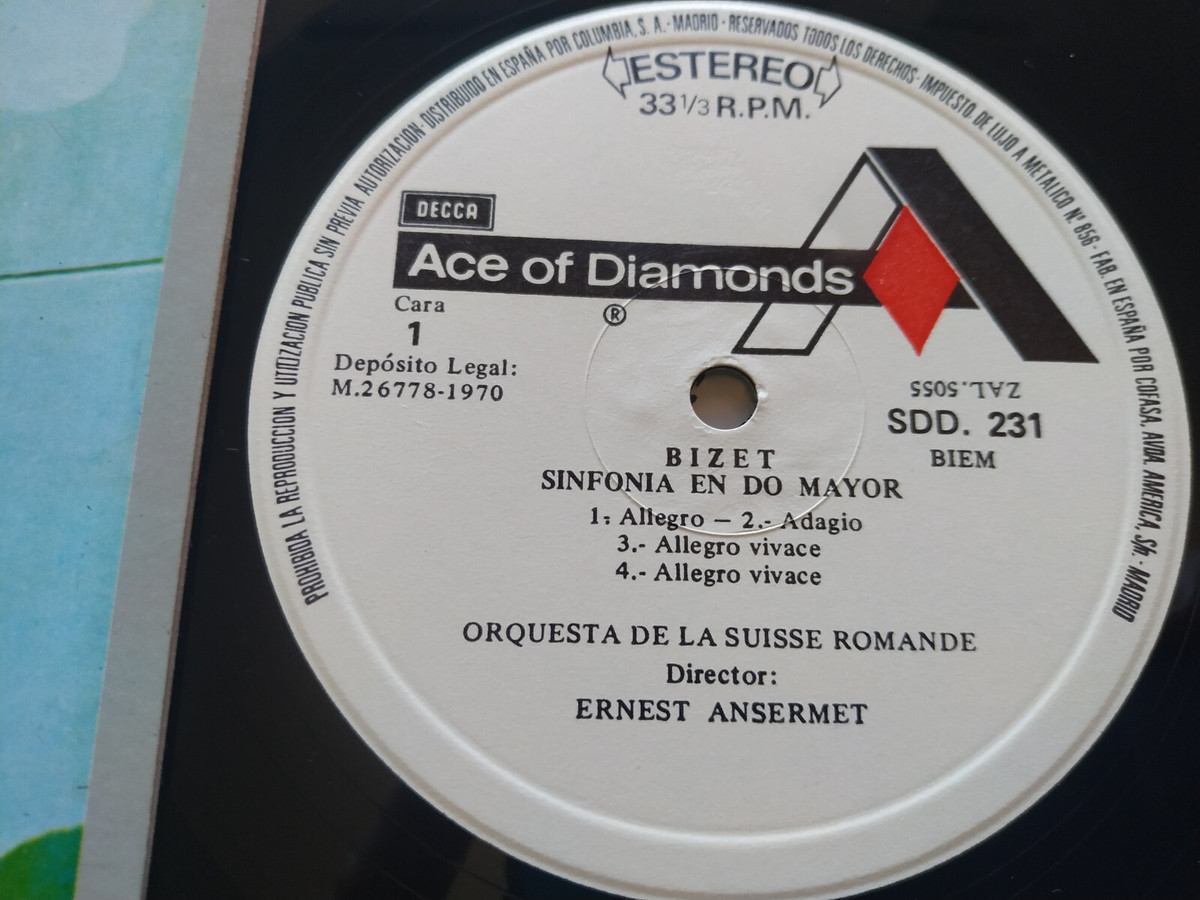 PROHIBIDA LA REPRODUCCION Y UTILIZACION PUBLICA SIN PREVIA AUTORIZACION·DISTRIBUIDO EN ESPAÑA POR COLUMBIA, S. A.·MADRID · RESERVADOS TODOS LOS DERECHOS· IMPUESTO DE LUJO A METALICO Nº 856· FAB. EN ESPAÑA POR COFASA. AVDA. AMERICA, S/n. · MADRID
ESTEREO
33 1/3 R.P.M.
DECCA
Ace of Diamonds
®
Cara
1
Depósito Legal:
M.26778-1970
ZAL. 5055
SDD. 231
BIEM
BIZET
SINFONIA EN DO MAYOR
1.- Allegro — 2.- Adagio
3.- Allegro vivace
4.- Allegro vivace
ORQUESTA DE LA SUISSE ROMANDE
Director:
ERNEST ANSERMET